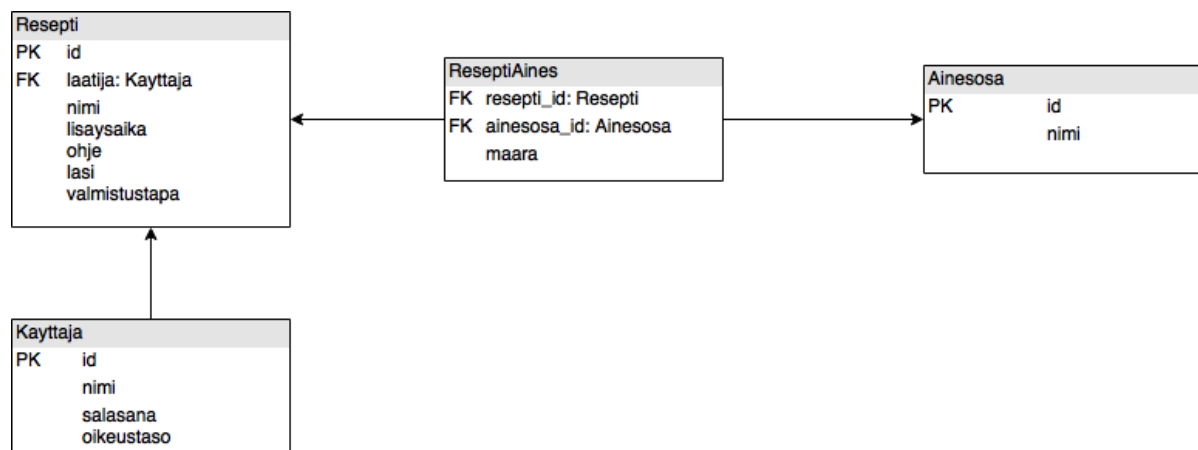 Resepti
PK id
FK laatija: Kayttaja
nimi
lisaysaika
ohje
lasi
valmistustapa
ReseptiAines
FK resepti_id: Resepti
FK ainesosa_id: Ainesosa
maara
Ainesosa
PK id
nimi
Kayttaja
PK id
nimi
salasana
oikeustaso